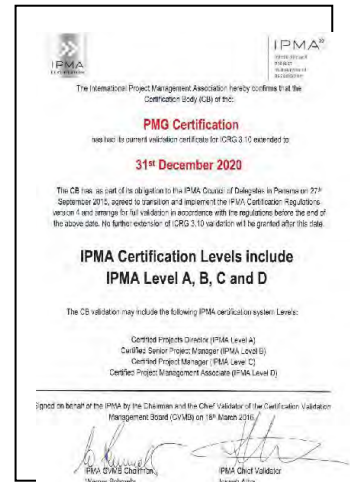 IPMA
IPMA
The International Project Management Association hereby confirms that the
Certification Body (CB) of the:
PMG Certification
has had its current validation certificate for ICRG 3.10 extended to
31st December 2020
The CB has as part of its obligation to the IPMA Council of Delegates in Panama on 27th
September 2015, agreed to transition and implement the IPMA Certification Regulations
version 4 and arrange for full validation in accordance with the regulations before the end of
the above date. No further extension of ICRG 3.10 validation will be granted after this date.
IPMA Certification Levels include
IPMA Level A, B, C and D
The CB validation may include the following IPMA certification system Levels:
Certified Projects Director (IPMA Level A)
Certified Senior Project Manager (IPMA Level B)
Certified Project Manager (IPMA Level C)
Certified Project Management Associate (IPMA Level D)
Signed on behalf of the IPMA by the Chairman and the Chief Validator of the Certification Validation
Management Board (CVMB) on 15th March 2016
IPMA CVMB Chairman
IPMA Chief Validator